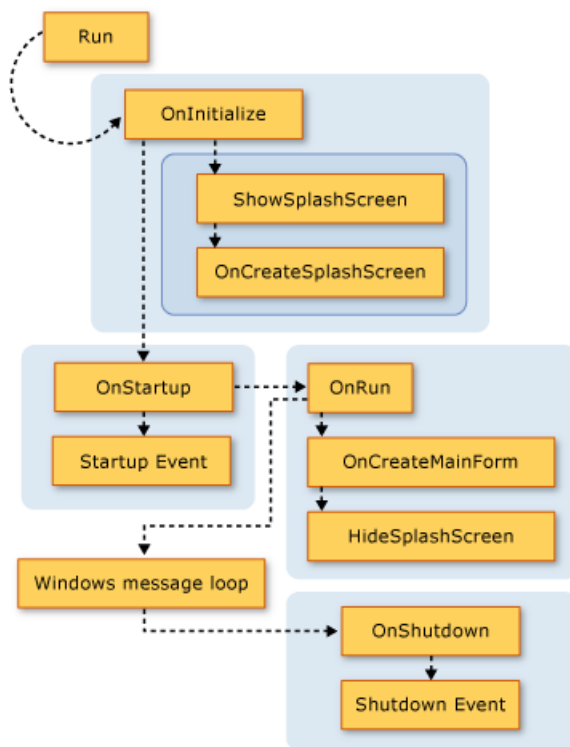 Run
OnInitialize
ShowSplashScreen
OnCreateSplashScreen
OnStartup
OnRun
Startup Event
OnCreateMainForm
HideSplashScreen
Windows message loop
OnShutdown
Shutdown Event